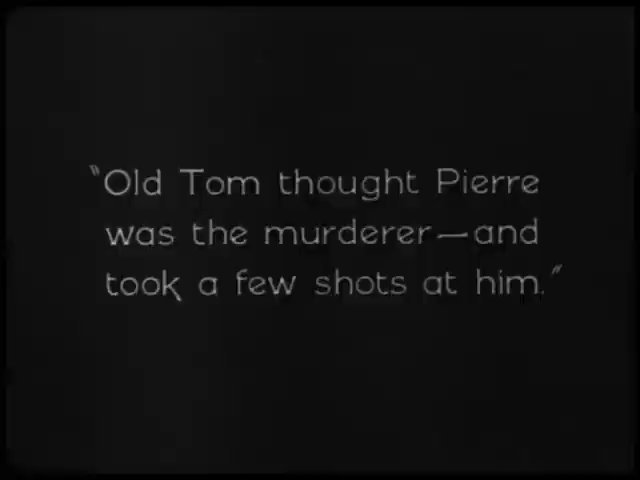 "Old Tom thought Pierre
was the murderer—and
took a few shots at him."